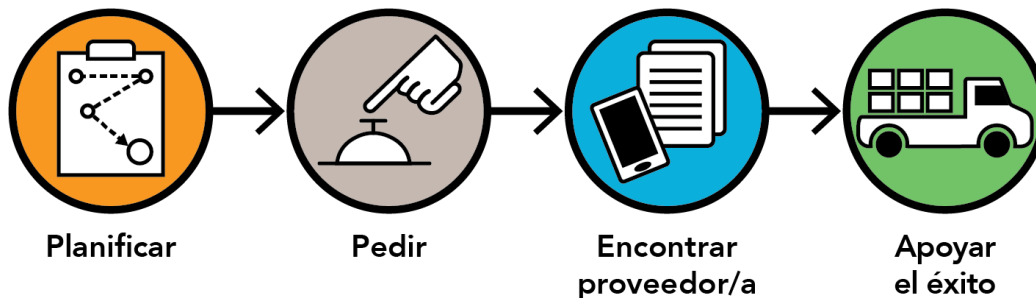 Planificar
Pedir
Encontrar
proveedor/a
Apoyar
el éxito